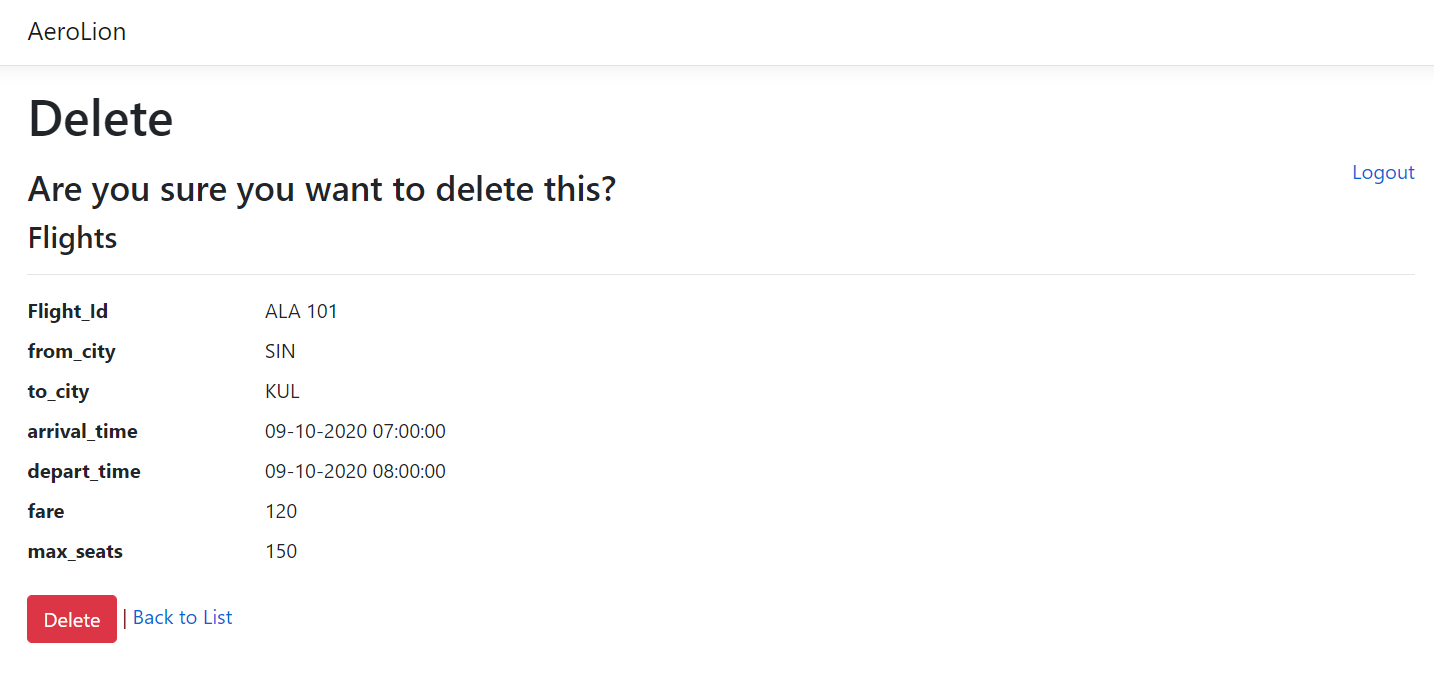 AeroLion
Delete
Logout
Are you sure you want to delete this?
Flights
Flight_Id ALA 101
from_city SIN
to_city KUL
arrival_time 09-10-2020 07:00:00
depart_time 09-10-2020 08:00:00
fare 120
max_seats 150
Delete | Back to List